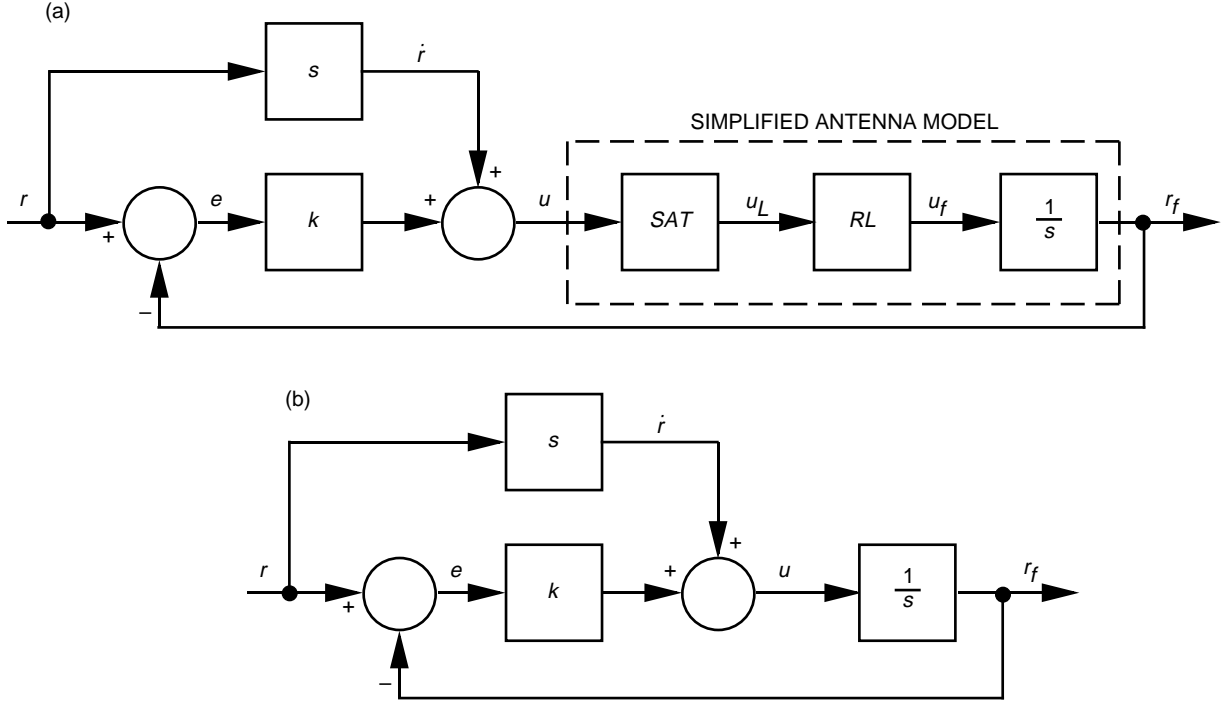 (a)
s
ṙ
SIMPLIFIED ANTENNA MODEL
r
+
e
k
+
+
u
SAT
u_L
RL
u_f
1/s
r_f
–
(b)
s
ṙ
r
+
e
k
+
+
u
1/s
r_f
–